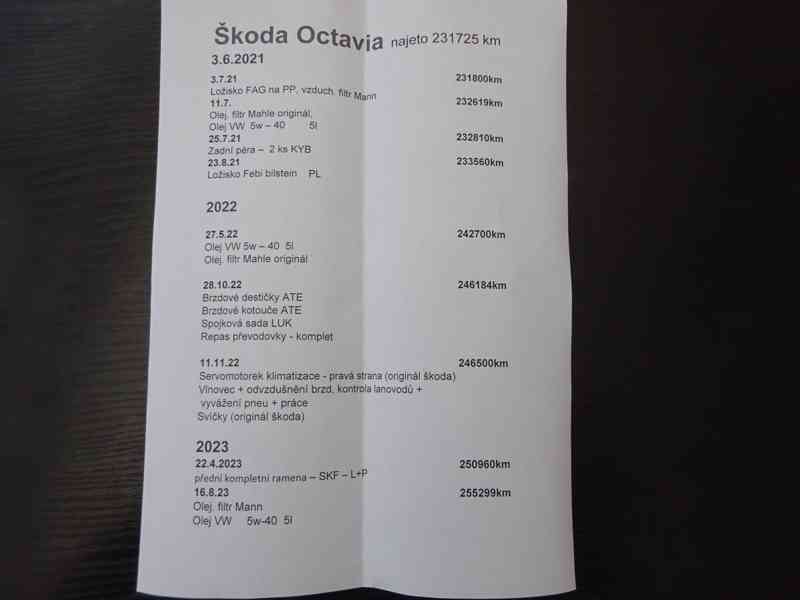 Škoda Octavia najeto 231725 km
3.6.2021
3.7.21 231800km
Ložisko FAG na PP, vzduch. filtr Mann
11.7. 232619km
Olej. filtr Mahle originál,
Olej VW 5w – 40 5l
25.7.21 232810km
Zadní péra – 2 ks KYB
23.8.21 233560km
Ložisko Febi bilstein PL
2022
27.5.22 242700km
Olej VW 5w – 40 5l
Olej. filtr Mahle originál
28.10.22 246184km
Brzdové destičky ATE
Brzdové kotouče ATE
Spojková sada LUK
Repas převodovky - komplet
11.11.22 246500km
Servomotorek klimatizace - pravá strana (originál škoda)
Vlnovec + odvzdušnění brzd, kontrola lanovodů +
vyvážení pneu + práce
Svíčky (originál škoda)
2023
22.4.2023 250960km
přední kompletní ramena – SKF – L+P
16.8.23 255299km
Olej. filtr Mann
Olej VW 5w-40 5l